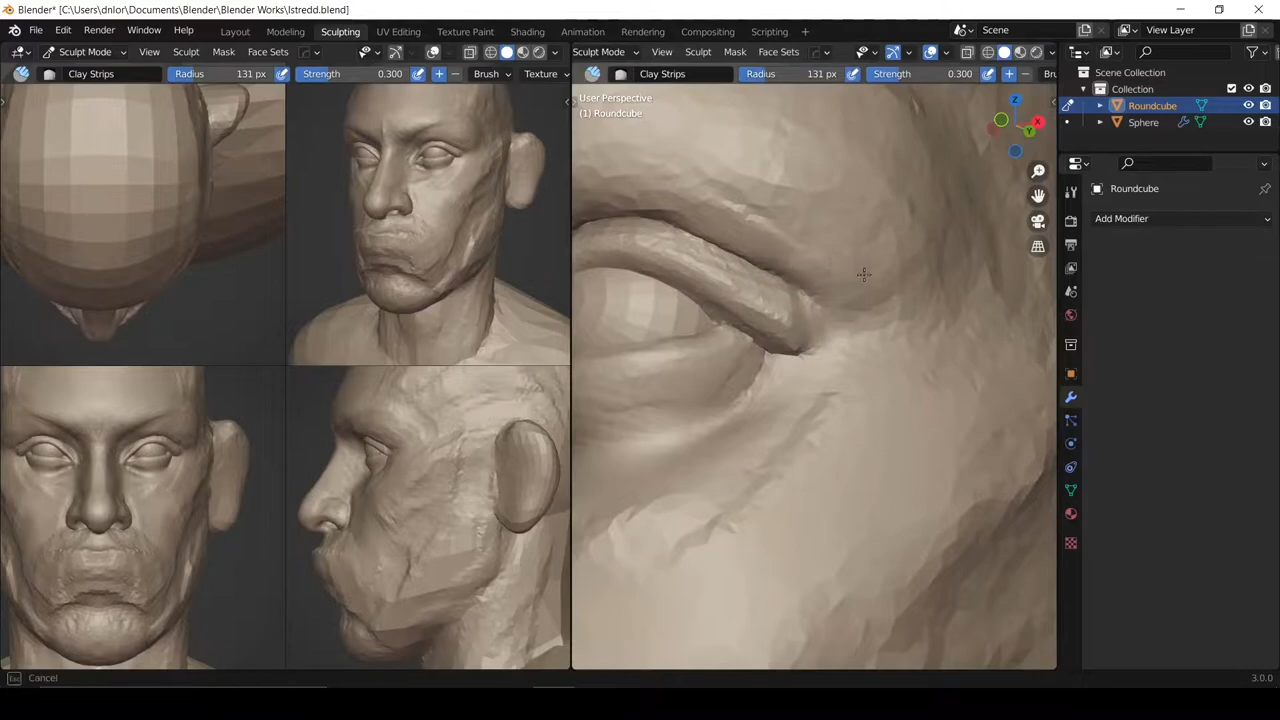 Blender* [C:\Users\dnlor\Documents\Blender\Blender Works\Istredd.blend]
File Edit Render Window Help Layout Modeling Sculpting UV Editing Texture Paint Shading Animation Rendering Compositing Scripting Scene View Layer
Sculpt Mode View Sculpt Mask Face Sets Sculpt Mode View Sculpt Mask Face Sets
Clay Strips Radius 131 px Strength 0.300 Brush Texture Clay Strips Radius 131 px Strength 0.300 Bru
Scene Collection
Collection
Roundcube
Sphere
User Perspective
(1) Roundcube
Z
X
Y
Roundcube
Add Modifier
Esc Cancel
3.0.0